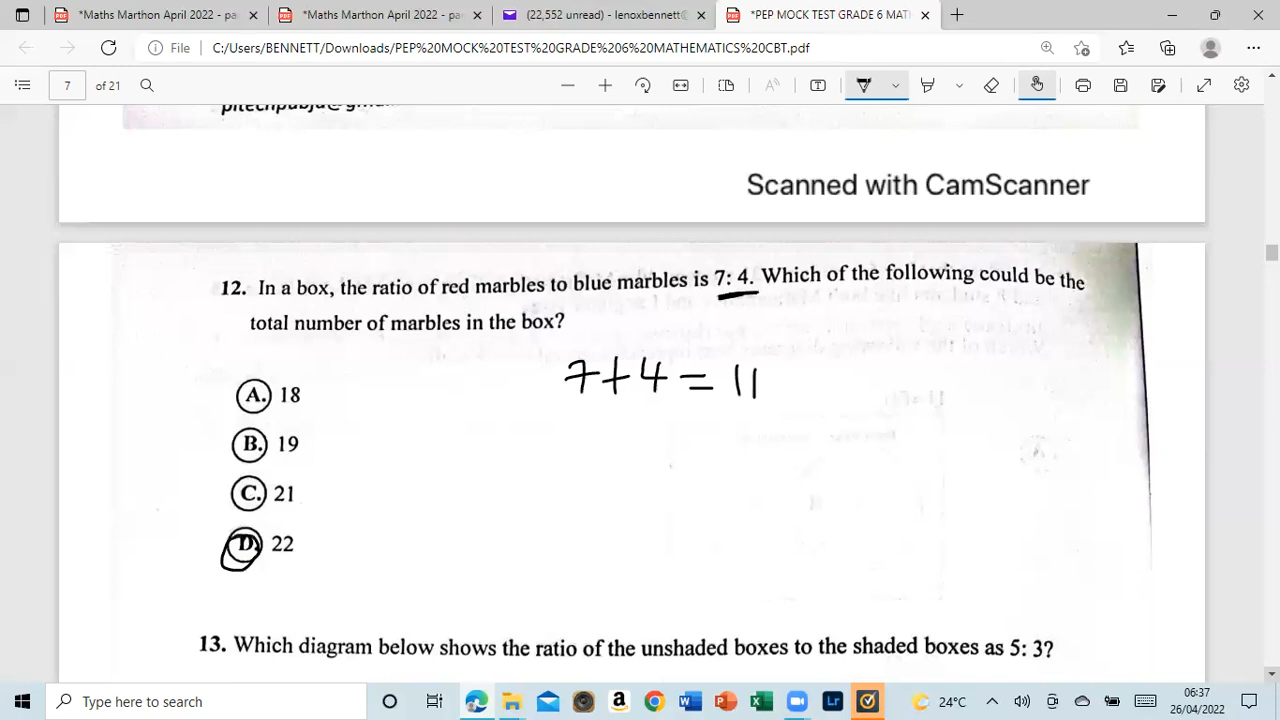 *Maths Marthon April 2022 -
*Maths Marthon April 2022 - pa
(22,552 unread) - lenoxbennett@
*PEP MOCK TEST GRADE 6 MATH
File
C:/Users/BENNETT/Downloads/PEP%20MOCK%20TEST%20GRADE%206%20MATHEMATICS%20CBT.pdf
7 of 21
Scanned with CamScanner
12. In a box, the ratio of red marbles to blue marbles is 7: 4. Which of the following could be the
total number of marbles in the box?
7+4 = 11
A. 18
B. 19
C. 21
D. 22
13. Which diagram below shows the ratio of the unshaded boxes to the shaded boxes as 5: 3?
Type here to search
24°C
06:37
26/04/2022